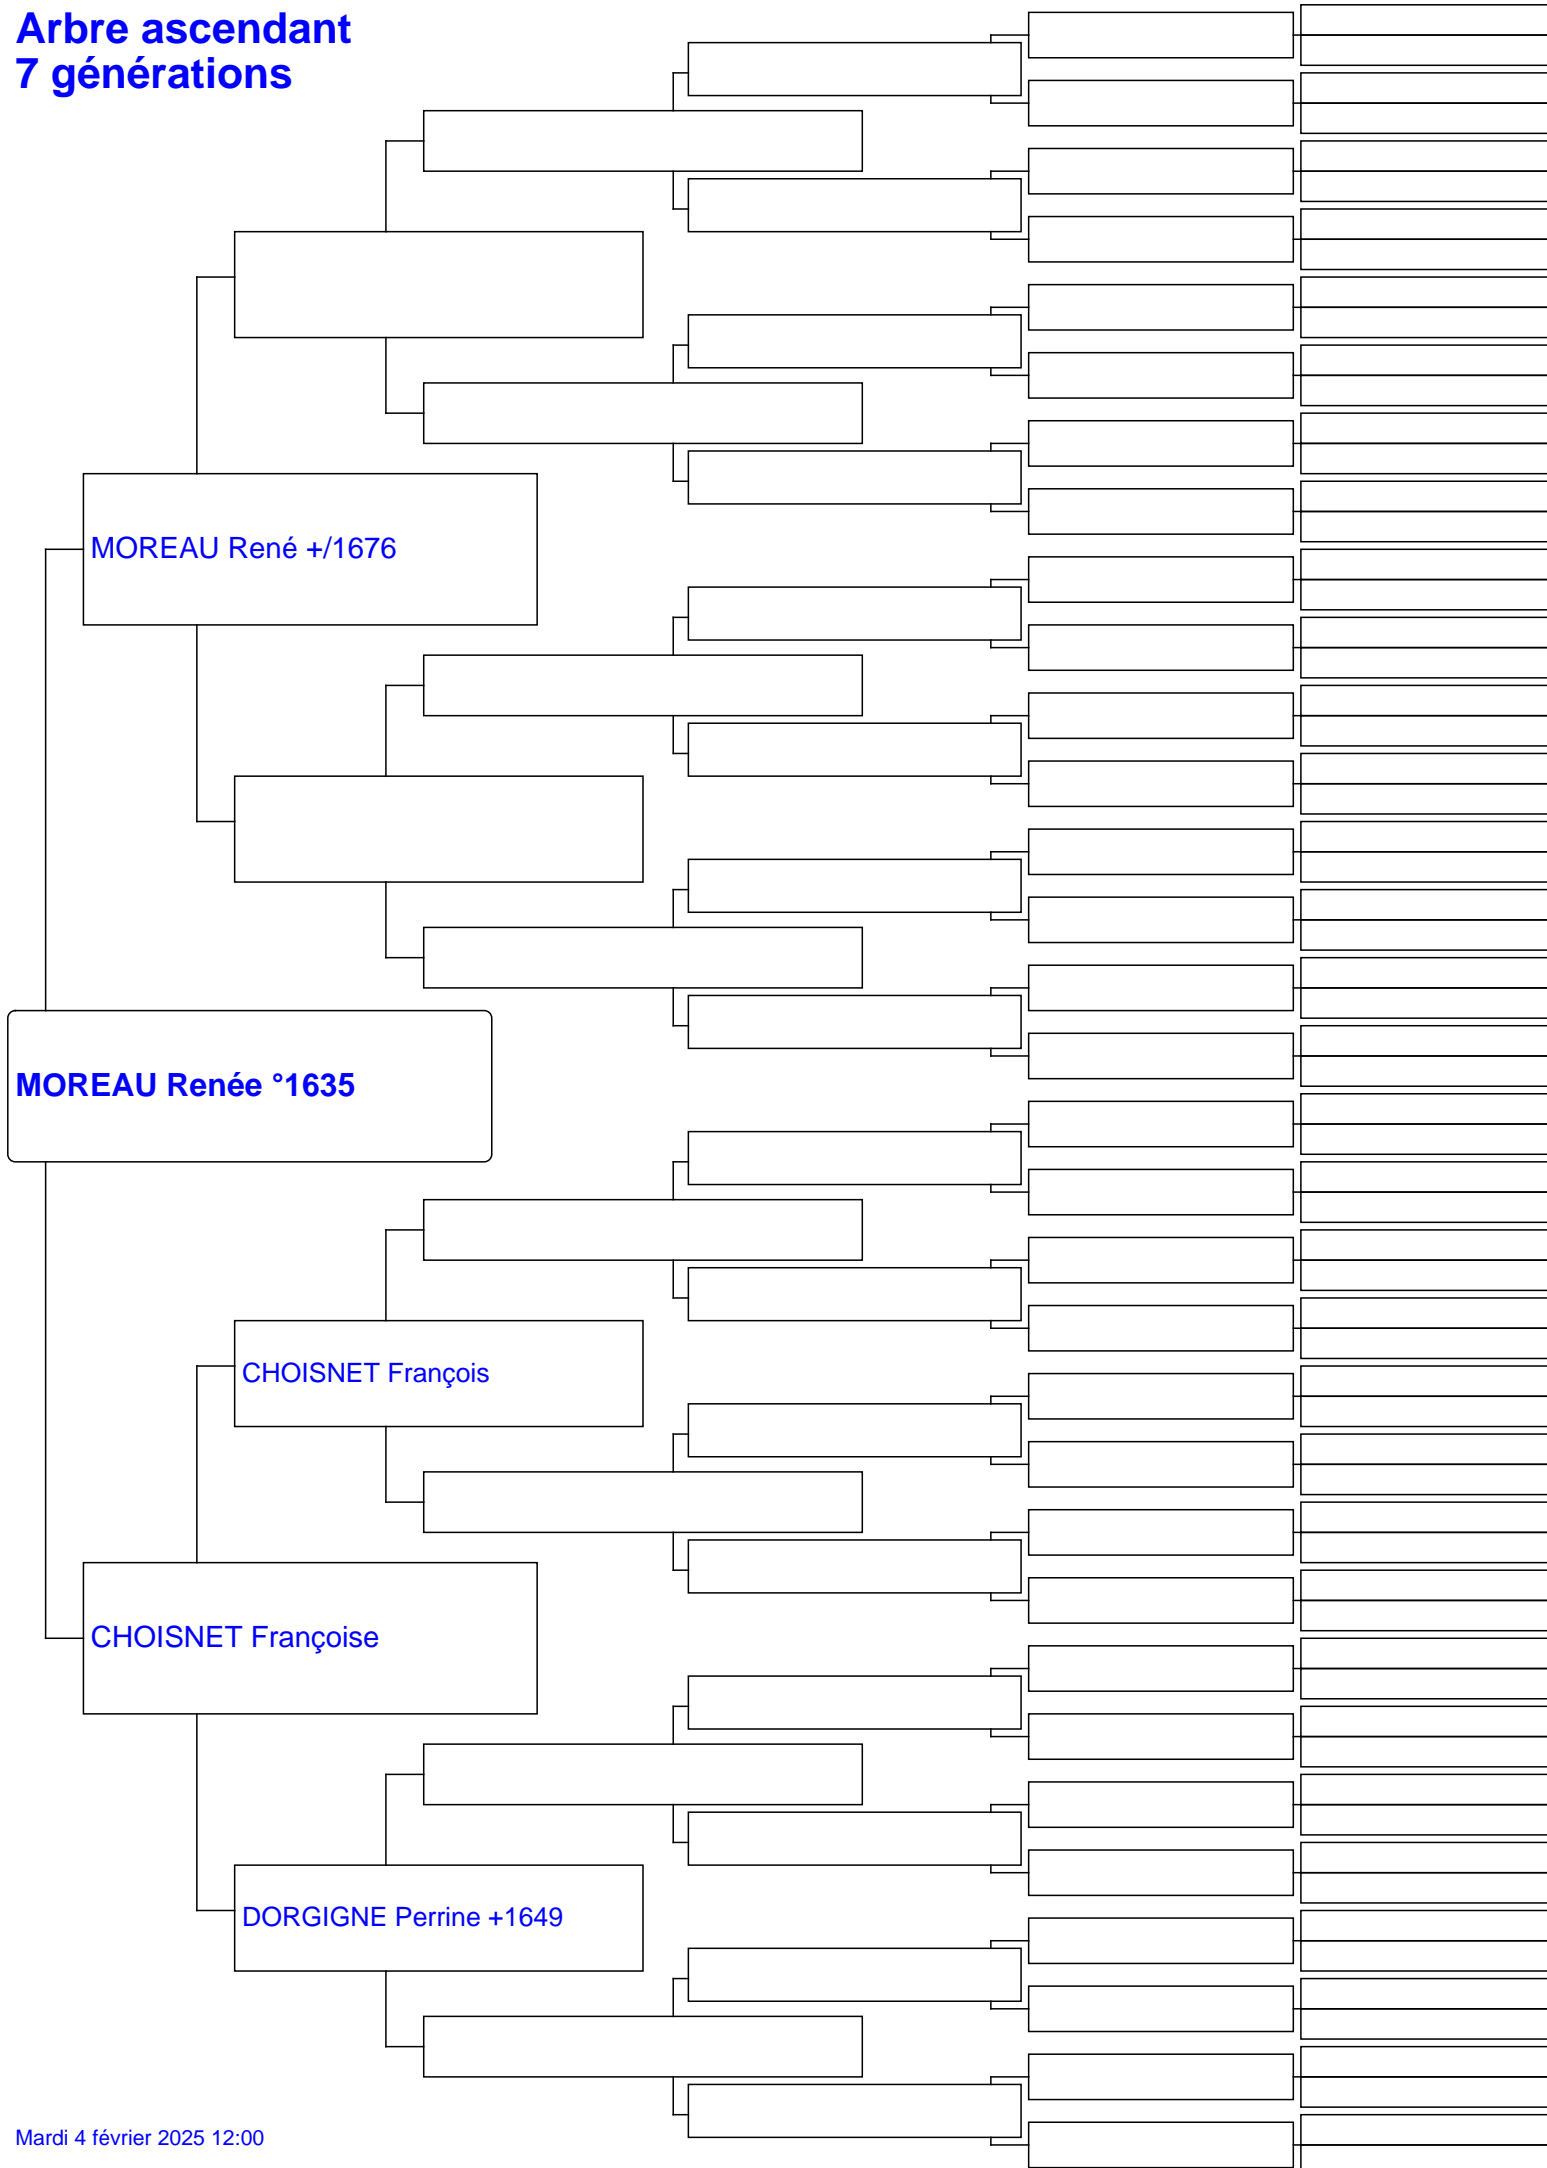 Arbre ascendant
7 générations
MOREAU René +/1676
MOREAU Renée °1635
CHOISNET François
CHOISNET Françoise
DORGIGNE Perrine +1649
Mardi 4 février 2025 12:00